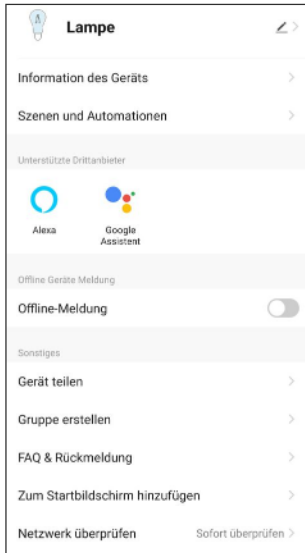 Lampe
Information des Geräts
Szenen und Automationen
Unterstützte Drittanbieter
Alexa
Google
Assistent
Offline Geräte Meldung
Offline-Meldung
Sonstiges
Gerät teilen
Gruppe erstellen
FAQ & Rückmeldung
Zum Startbildschirm hinzufügen
Netzwerk überprüfen Sofort überprüfen